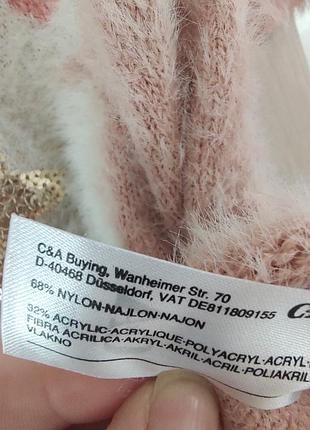 C&A Buying, Wanheimer Str. 70
D-40468 Düsseldorf, VAT DE811809155
68% NYLON-NAJLON-NAJON
32% ACRYLIC-ACRYLIQUE-POLYACRYL-ACRYL-
FIBRA ACRILICA-AKRYL-AKRIL-ACRIL-POLIAKRIL
VLAKNO